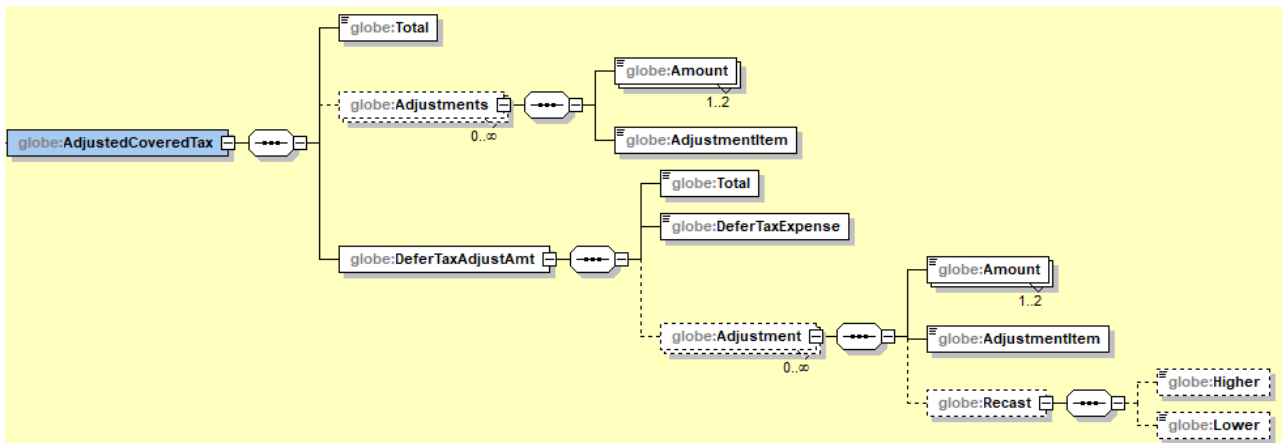 globe:Total
globe:Amount
1..2
globe:Adjustments
0..∞
globe:AdjustmentItem
globe:AdjustedCoveredTax
globe:Total
globe:DeferTaxExpense
globe:DeferTaxAdjustAmt
globe:Amount
1..2
globe:Adjustment
0..∞
globe:AdjustmentItem
globe:Recast
globe:Higher
globe:Lower